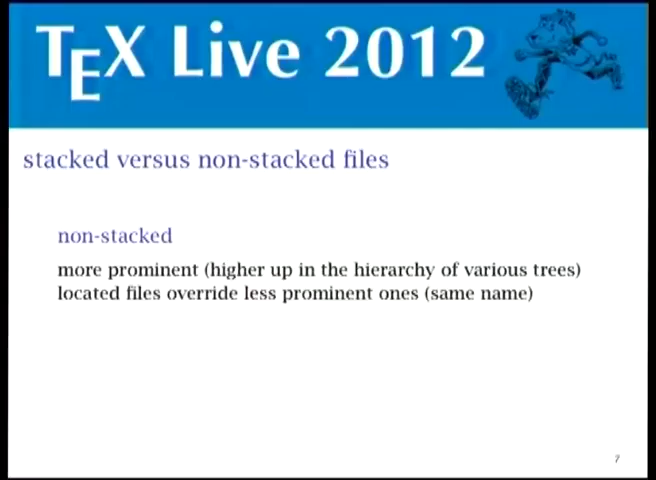 TEX Live 2012
stacked versus non-stacked files
non-stacked
more prominent (higher up in the hierarchy of various trees)
located files override less prominent ones (same name)
7